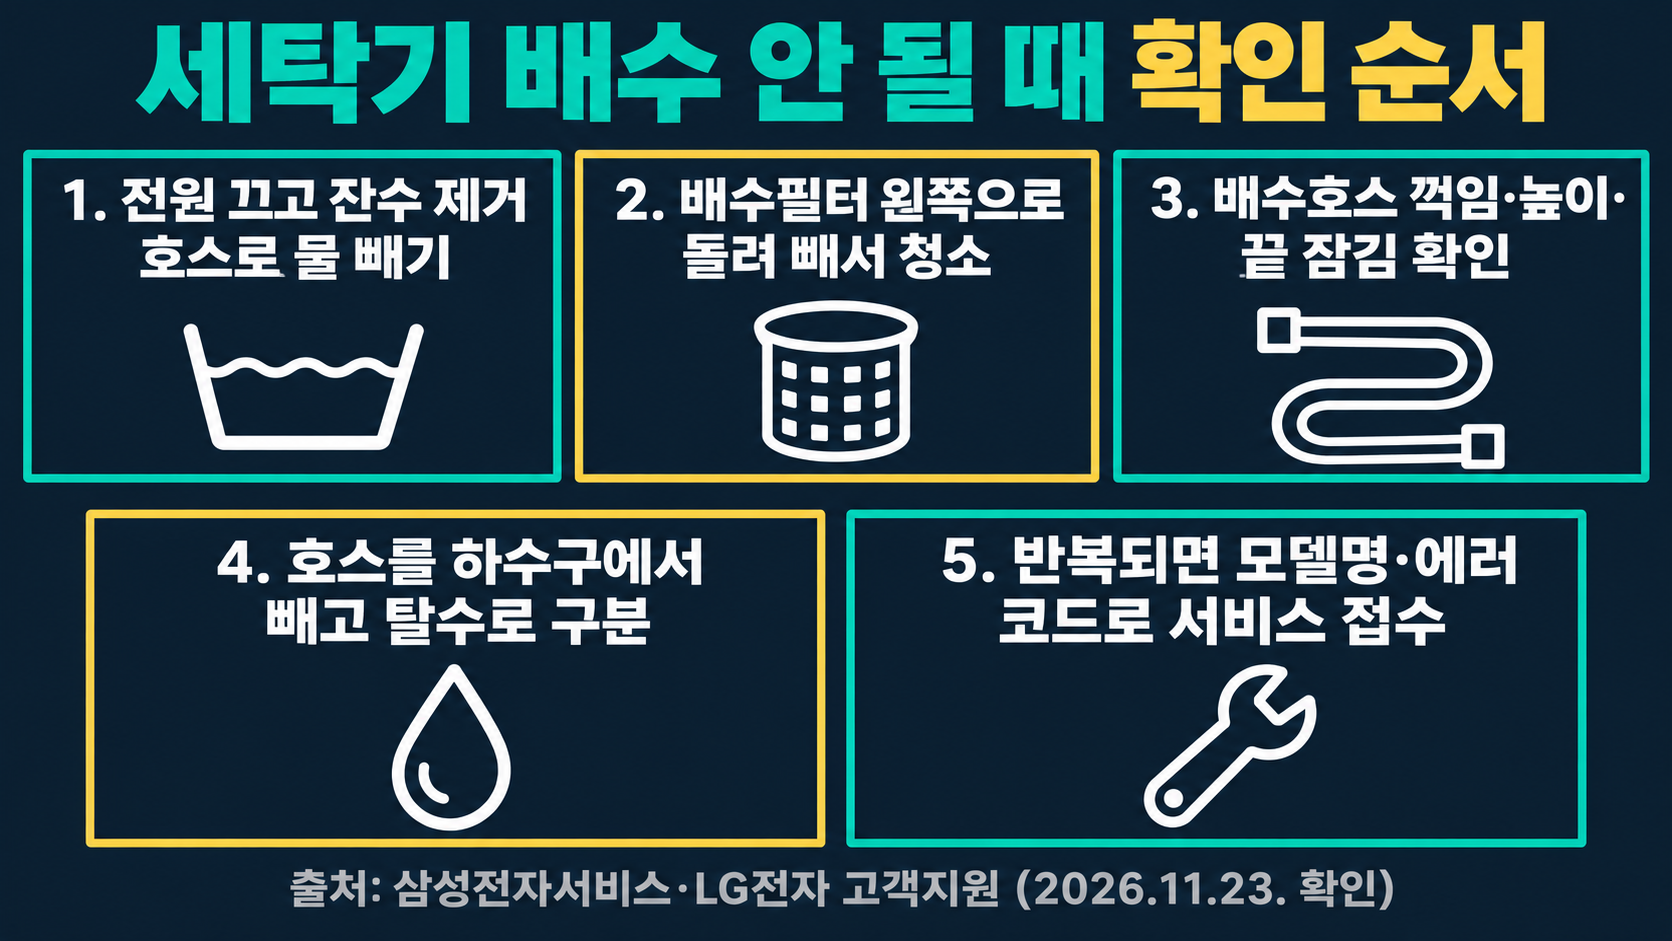 세탁기 배수 안 될 때 확인 순서
1. 전원 끄고 잔수 제거
호스로 물 빼기
2. 배수필터 왼쪽으로
돌려 빼서 청소
3. 배수호스 꺽임·높이·
끝 잠김 확인
4. 호스를 하수구에서
빼고 탈수로 구분
5. 반복되면 모델명·에러
코드로 서비스 접수
출처: 삼성전자서비스·LG전자 고객지원 (2026.11.23. 확인)